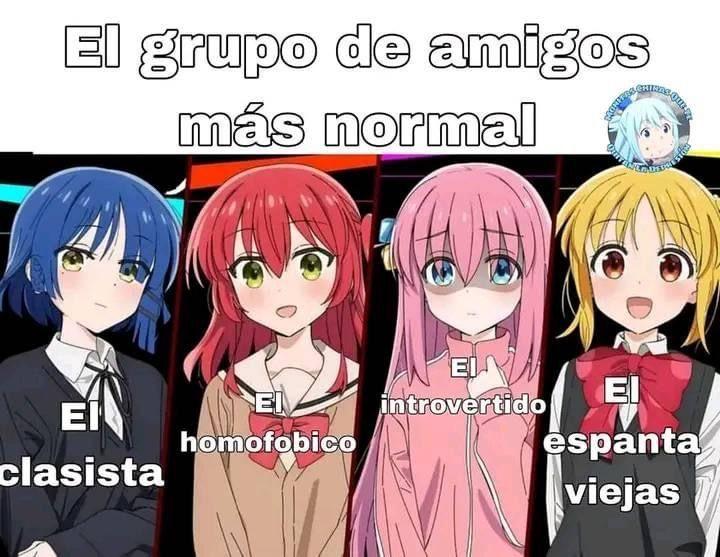 El grupo de amigos
más normal
El
clasista
El
homofobico
El
introvertido
El
espanta
viejas